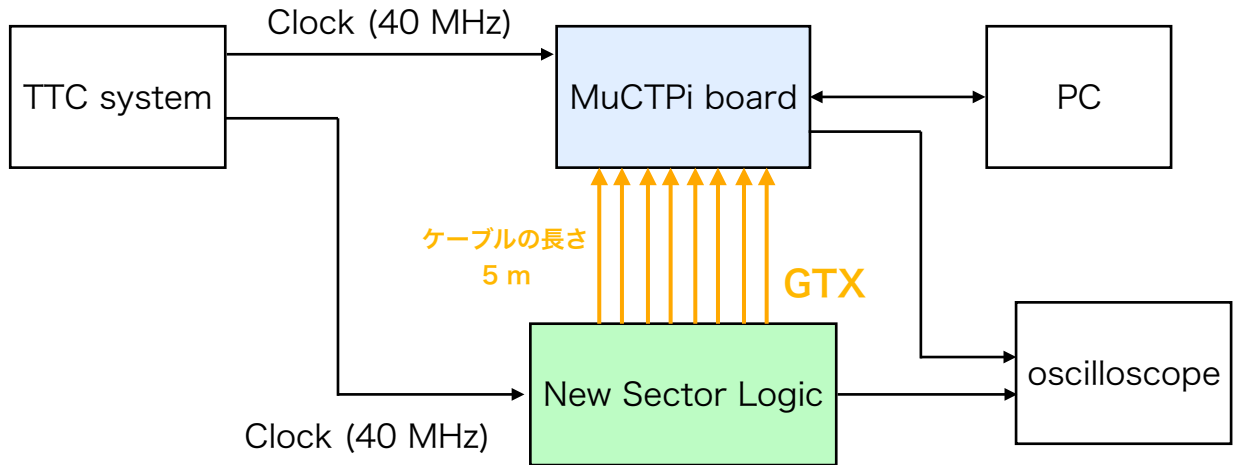 Clock (40 MHz)
TTC system
MuCTPi board
PC
ケーブルの長さ
5 m
GTX
New Sector Logic
oscilloscope
Clock (40 MHz)